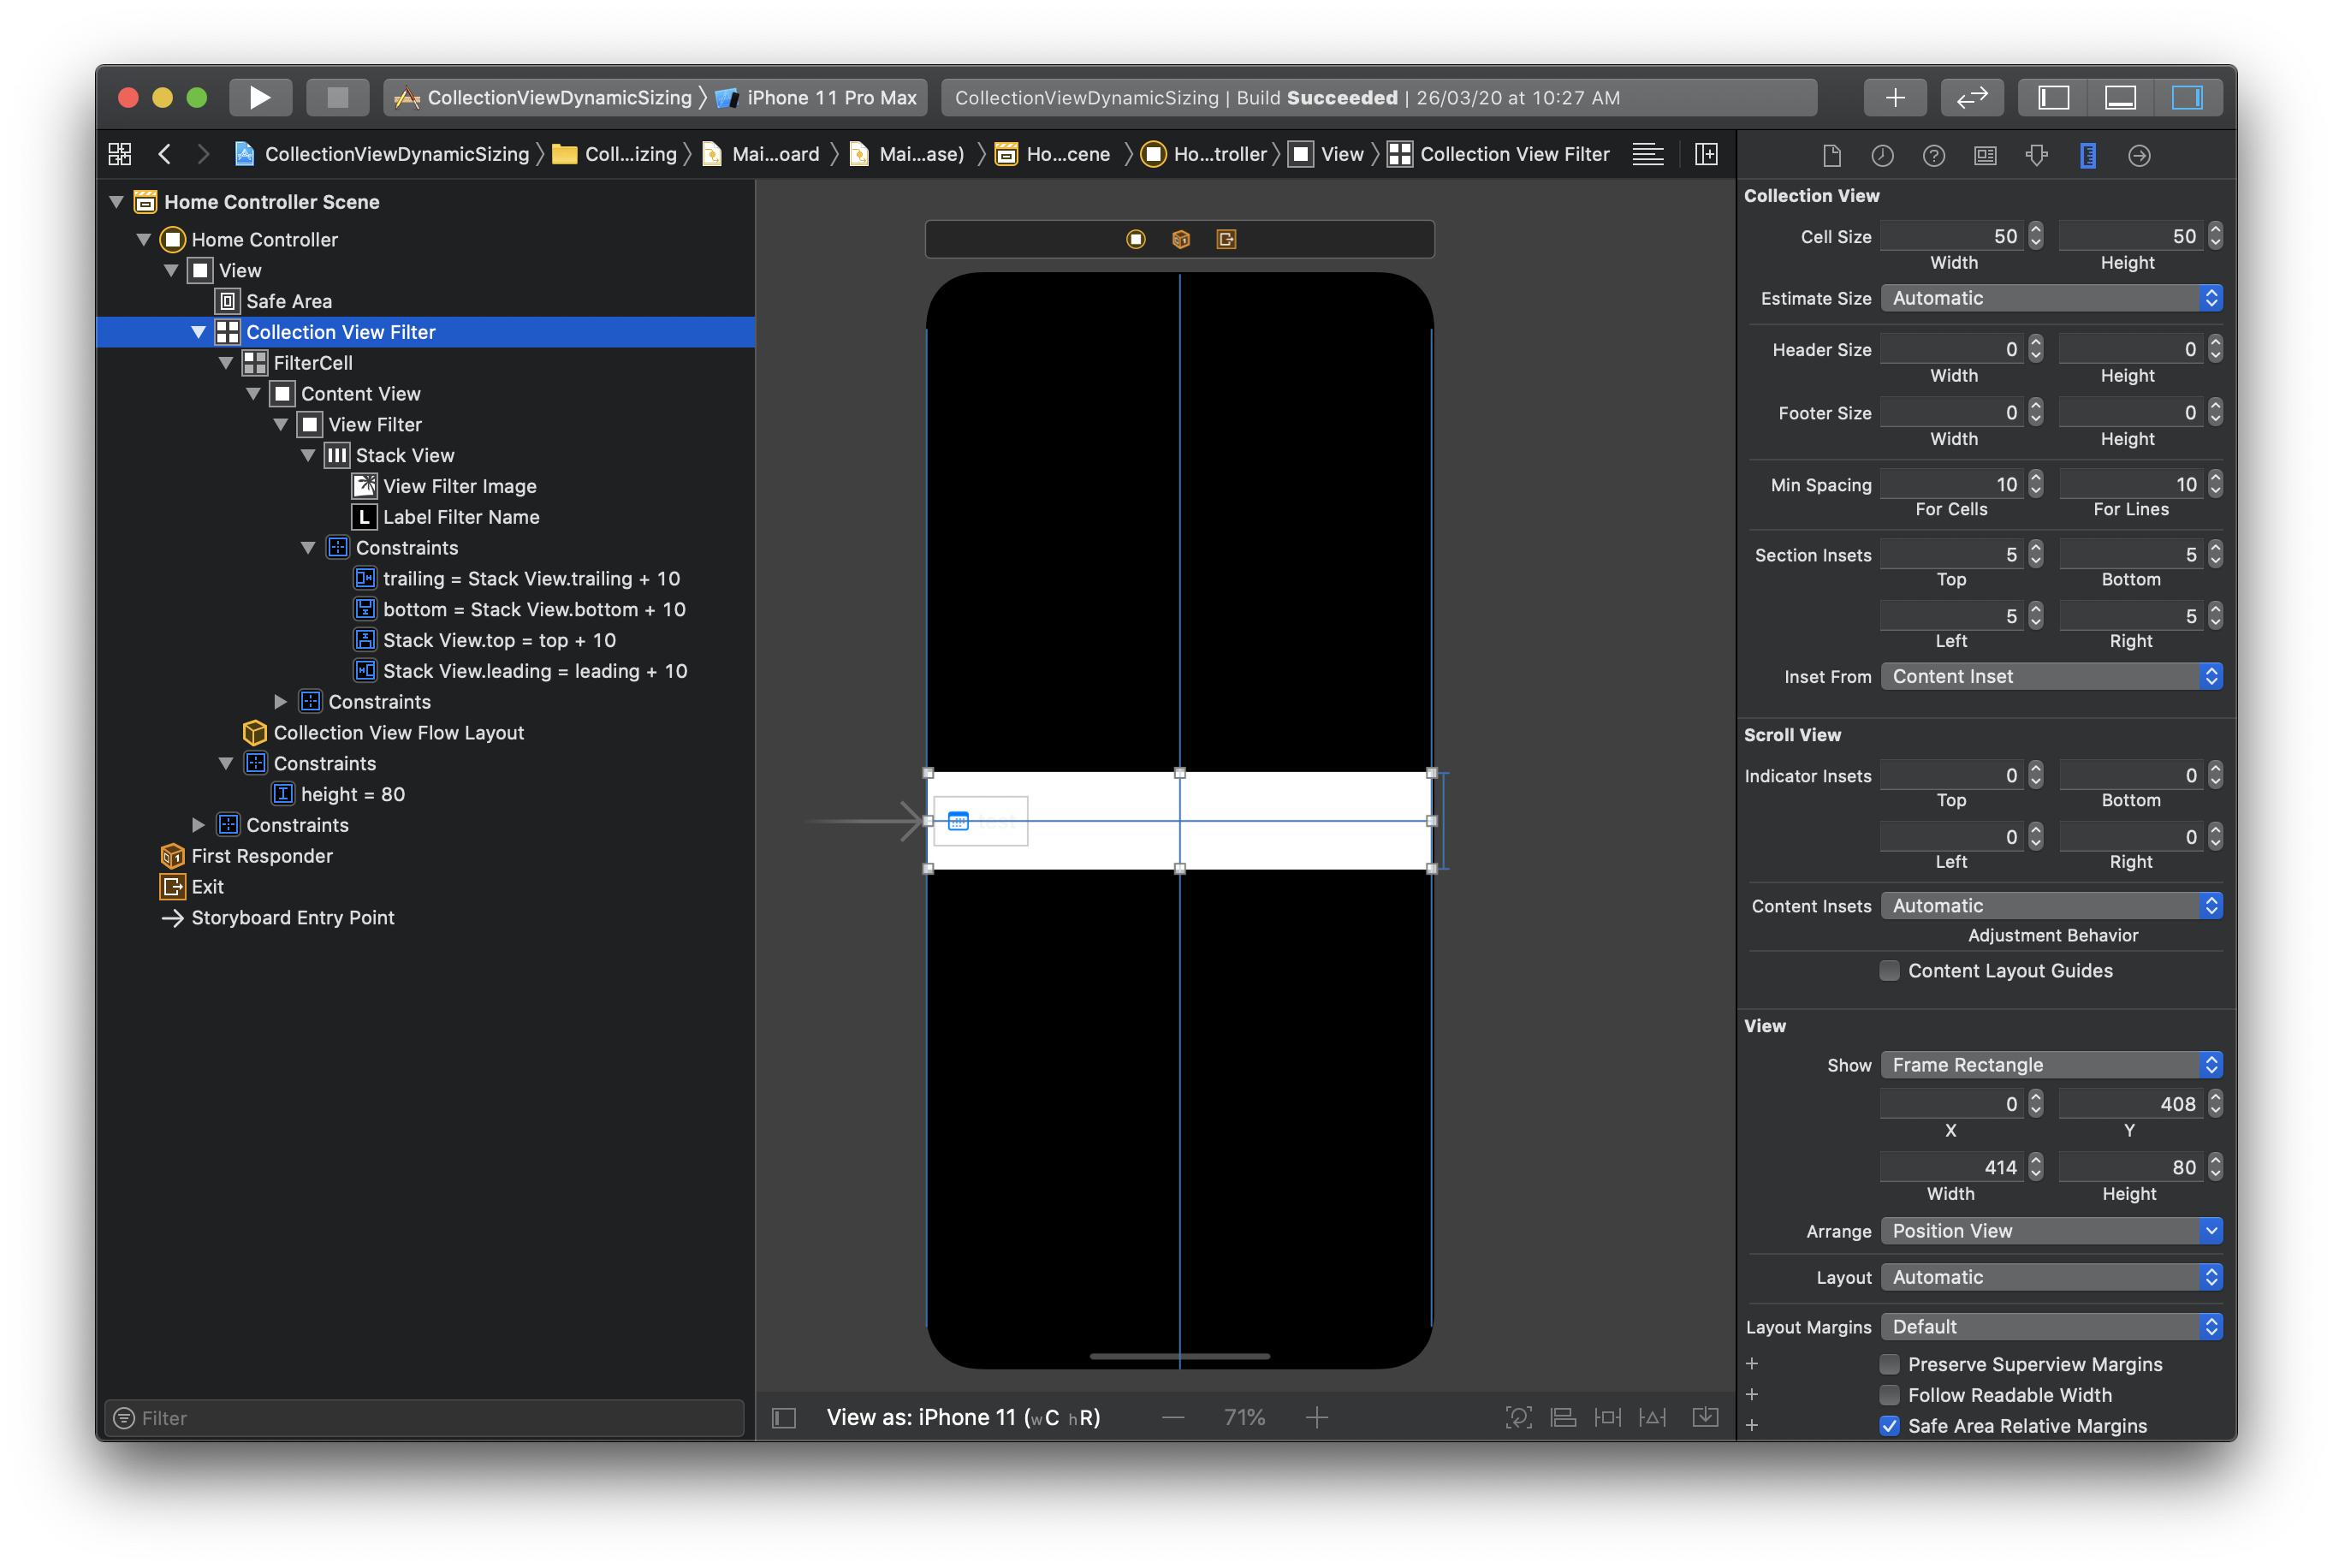 CollectionViewDynamicSizing iPhone 11 Pro Max
CollectionViewDynamicSizing | Build Succeeded | 26/03/20 at 10:27 AM
CollectionViewDynamicSizing Coll...izing Mai...oard Mai...ase) Ho...cene Ho...troller View Collection View Filter
Home Controller Scene
Home Controller
View
Safe Area
Collection View Filter
FilterCell
Content View
View Filter
Stack View
View Filter Image
L Label Filter Name
Constraints
trailing = Stack View.trailing + 10
bottom = Stack View.bottom + 10
Stack View.top = top + 10
Stack View.leading = leading + 10
Constraints
Collection View Flow Layout
Constraints
height = 80
Constraints
First Responder
Exit
Storyboard Entry Point
Filter
View as: iPhone 11 (wC hR)
71%
Collection View
Cell Size 50 50
Width Height
Estimate Size Automatic
Header Size 0 0
Width Height
Footer Size 0 0
Width Height
Min Spacing 10 10
For Cells For Lines
Section Insets 5 5
Top Bottom
5 5
Left Right
Inset From Content Inset
Scroll View
Indicator Insets 0 0
Top Bottom
0 0
Left Right
Content Insets Automatic
Adjustment Behavior
Content Layout Guides
View
Show Frame Rectangle
0 408
X Y
414 80
Width Height
Arrange Position View
Layout Automatic
Layout Margins Default
Preserve Superview Margins
Follow Readable Width
Safe Area Relative Margins